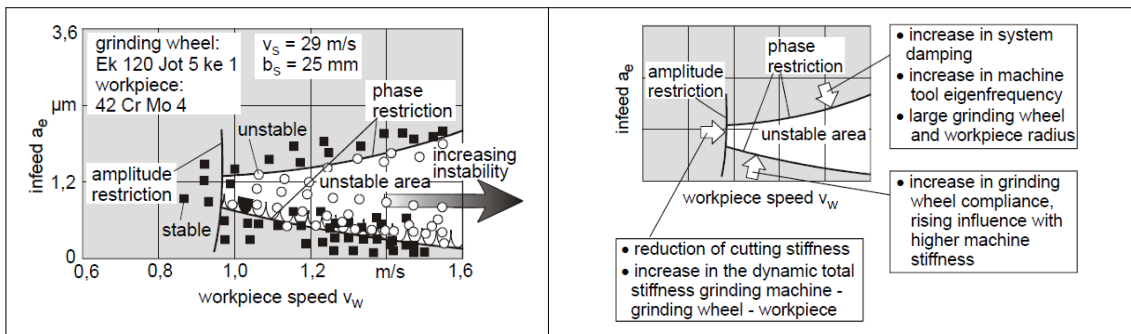 3,6
grinding wheel:
Ek 120 Jot 5 ke 1
workpiece:
42 Cr Mo 4
vS = 29 m/s
bS = 25 mm
µm
infeed ae
1,2
0
phase
restriction
unstable
increasing
instability
unstable area
amplitude
restriction
stable
0,6
0,8
1,0
1,2
m/s
1,6
workpiece speed vW
infeed ae
amplitude
restriction
phase
restriction
unstable area
workpiece speed vW
• increase in system
damping
• increase in machine
tool eigenfrequency
• large grinding wheel
and workpiece radius
• increase in grinding
wheel compliance,
rising influence with
higher machine
stiffness
• reduction of cutting stiffness
• increase in the dynamic total
stiffness grinding machine -
grinding wheel - workpiece